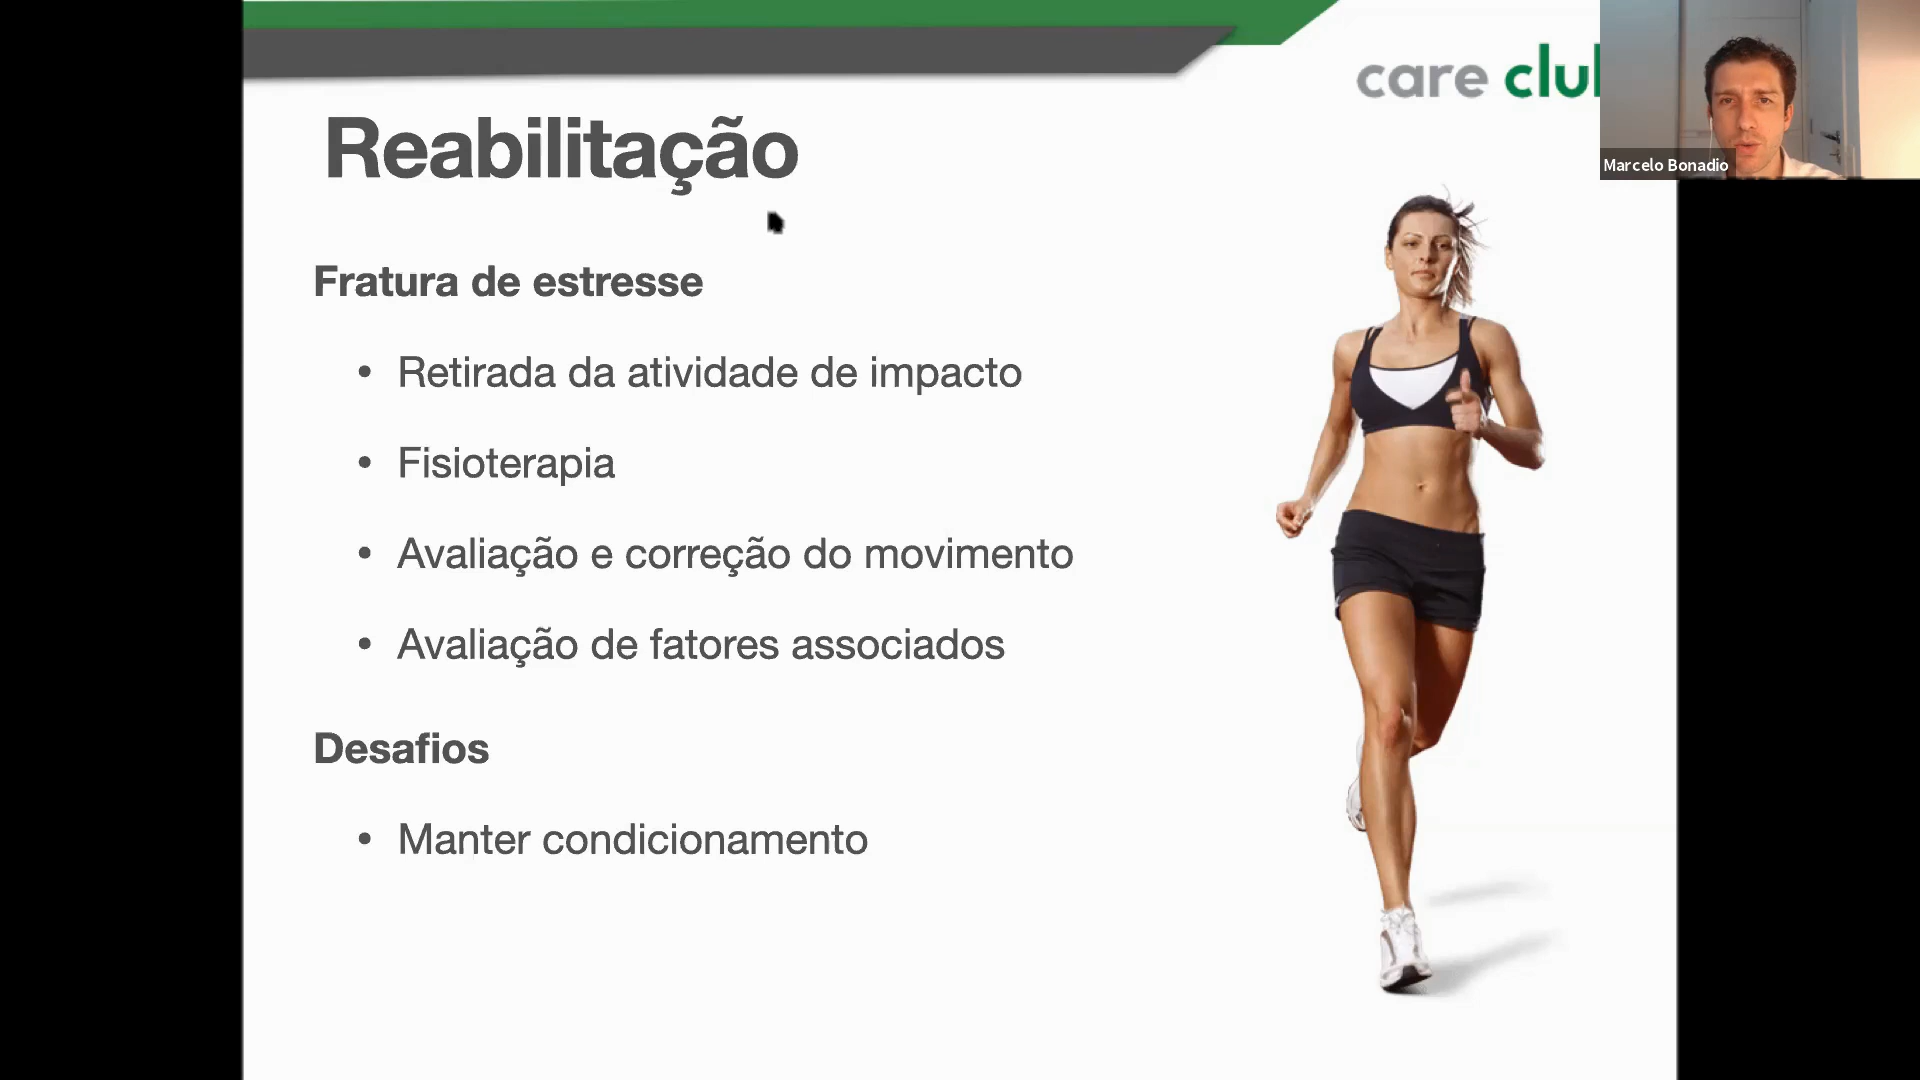 care clu
Marcelo Bonadio
Reabilitação
Fratura de estresse
• Retirada da atividade de impacto
• Fisioterapia
• Avaliação e correção do movimento
• Avaliação de fatores associados
Desafios
• Manter condicionamento